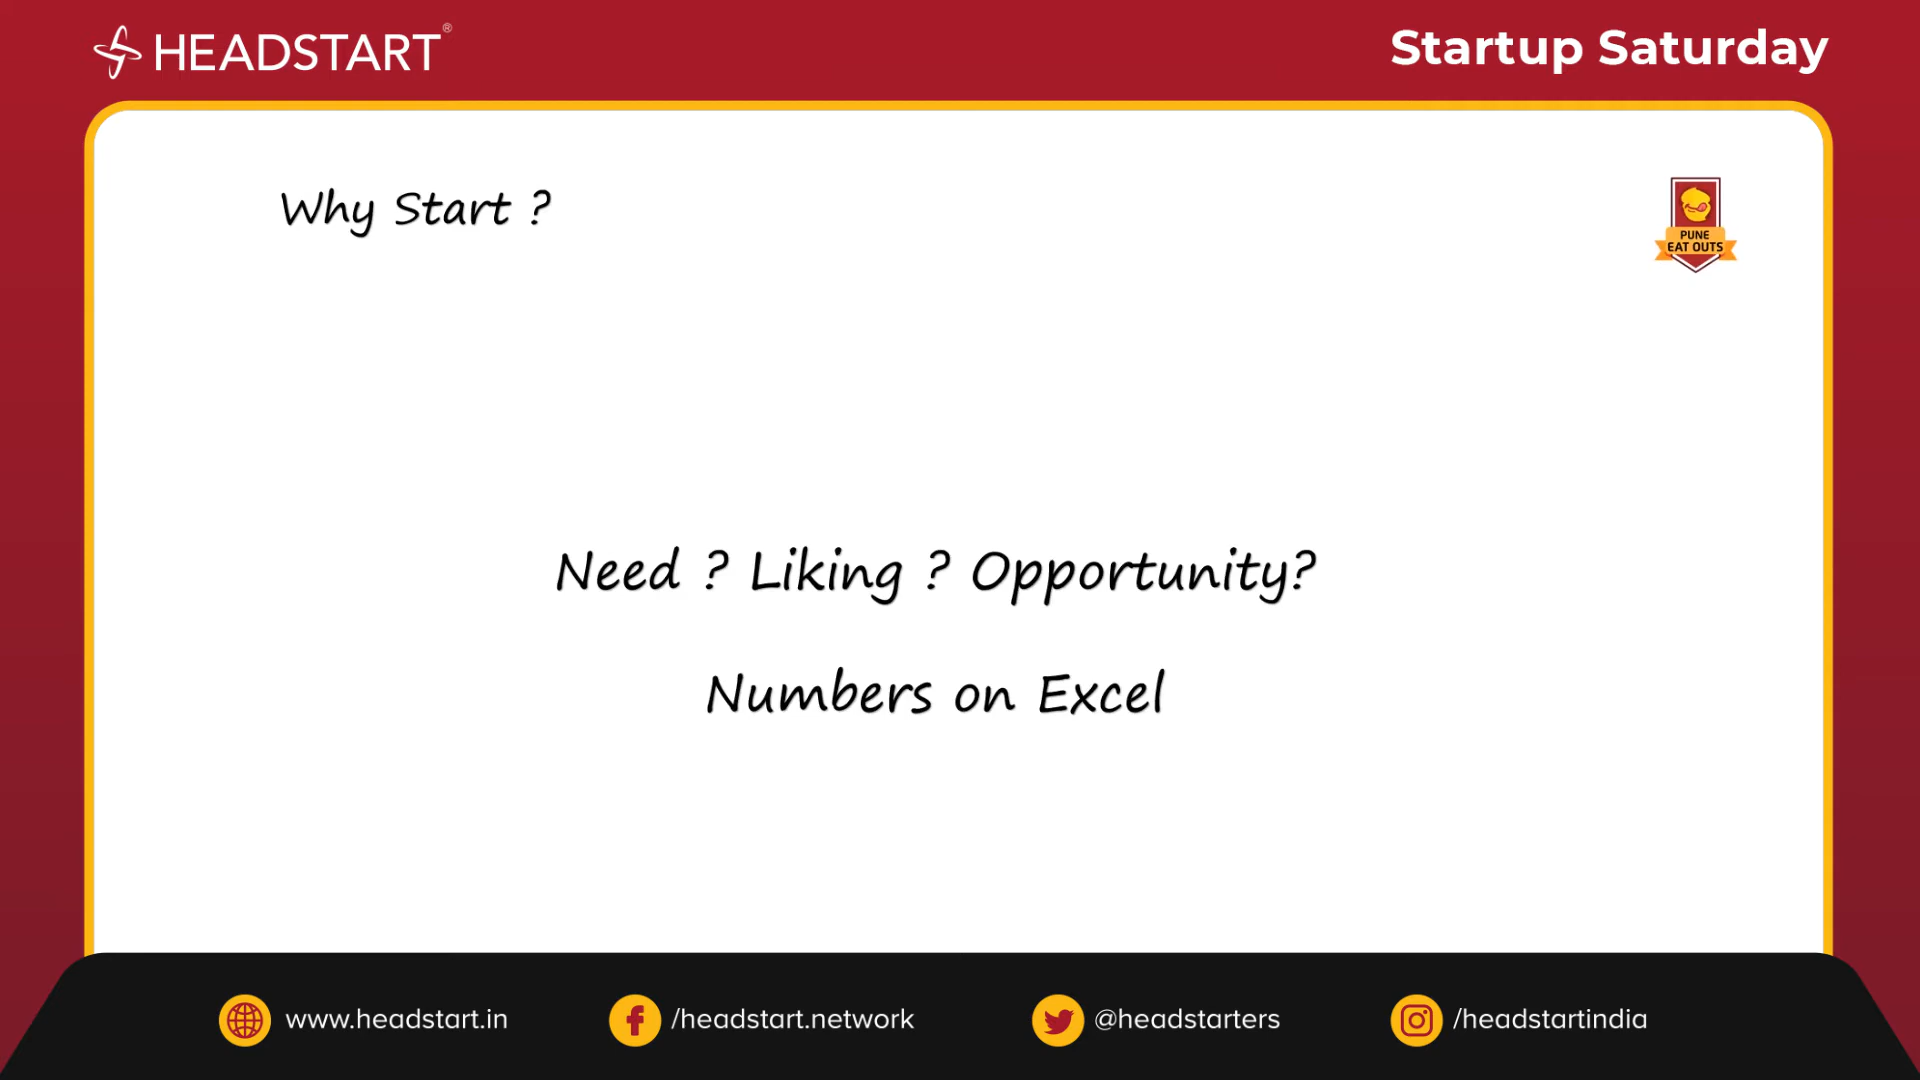 HEADSTART®
Startup Saturday
Why Start ?
PUNE
EAT OUTS
Need ? Liking ? Opportunity?
Numbers on Excel
www.headstart.in
/headstart.network
@headstarters
/headstartindia